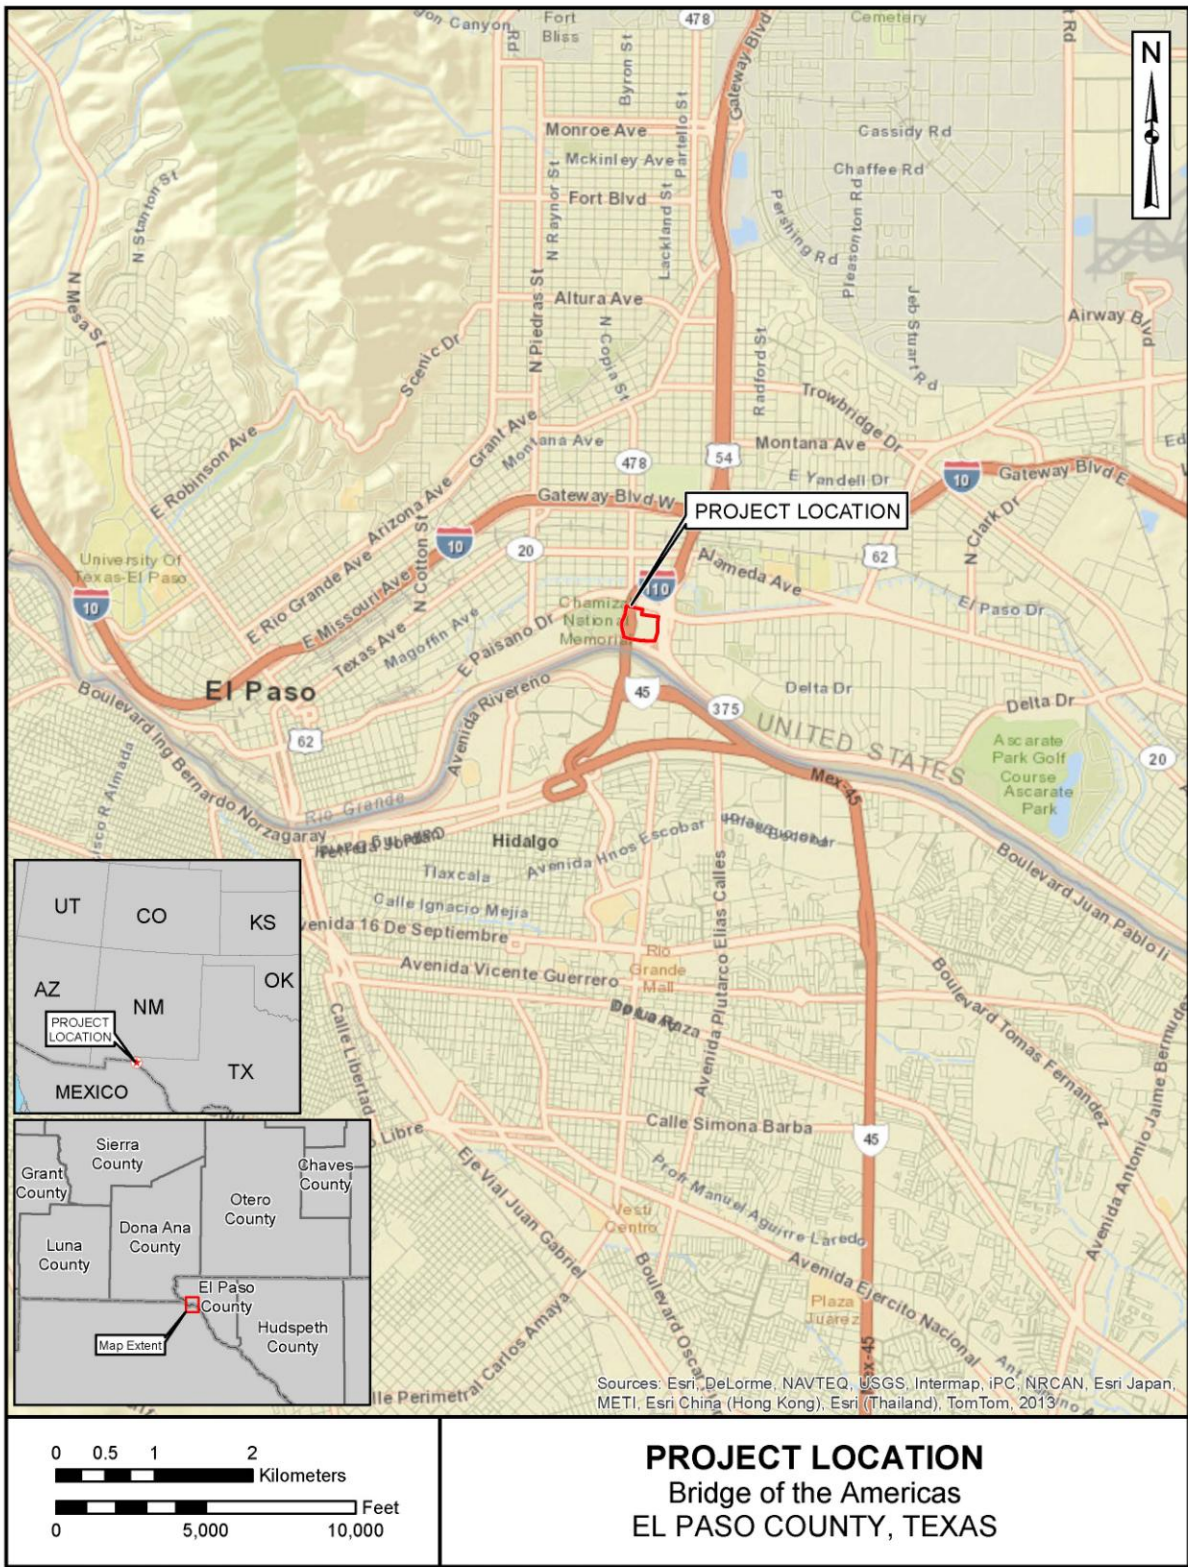 Fort
Bliss
478
Gateway Blvd
Cemetery
N
Byron St
Monroe Ave
Mckinley Ave
Partello St
Cassidy Rd
Chaffee Rd
Fort Blvd
N Stanton St
N Raynor St
Lackland St
Pershing Rd
Pleasonton Rd
N Mesa St
Altura Ave
Jeb Stuart Rd
Airway Blvd
N Piedras St
N Copia St
Scenic Dr
Radford St
Trowbridge Dr
Grant Ave
Montana Ave
Montana Ave
E Robinson Ave
478
54
E Yandell Dr
10
Gateway Blvd E
Arizona Ave
Gateway Blvd W
PROJECT LOCATION
N Clark Dr
10
20
62
University Of
Texas-El Paso
N Cotton St
Alameda Ave
10
E Rio Grande Ave
E Missouri Ave
110
El Paso Dr
Chamizal
National
Memorial
Texas Ave
Magoffin Ave
E Paisano Dr
El Paso
45
Delta Dr
375
Delta Dr
Boulevard Ing Bernardo Norzagaray
62
Avenida Rivereno
UNITED STATES
Ascarate
Park Golf
Course
Ascarate
Park
20
Mex-45
Rio Grande
Hidalgo
Avenida Hnos Escobar
Tlaxcala
Calle Ignacio Mejia
Avenida Plutarco Elias Calles
Boulevard Juan Pablo II
venida 16 De Septiembre
Rio
Grande
Mall
Avenida Vicente Guerrero
Boulevard Tomas Fernandez
Calle Libertad
Avenida Antonio Jaime Bermudez
Calle Simona Barba
o Libre
45
Eje Vial Juan Gabriel
Profr Manuel Aguirre Laredo
Vesti
Centro
Avenida Ejercito Nacional
Boulevard Oscar
Plaza
Juarez
Mex-45
lle Perimetral Carlos Amaya
UT
CO
KS
AZ
NM
OK
PROJECT
LOCATION
TX
MEXICO
Sierra
County
Grant
County
Chaves
County
Otero
County
Dona Ana
County
Luna
County
El Paso
County
Hudspeth
County
Map Extent
Sources: Esri, DeLorme, NAVTEQ, USGS, Intermap, iPC, NRCAN, Esri Japan,
METI, Esri China (Hong Kong), Esri (Thailand), TomTom, 2013
0 0.5 1 2
Kilometers
Feet
0 5,000 10,000
PROJECT LOCATION
Bridge of the Americas
EL PASO COUNTY, TEXAS